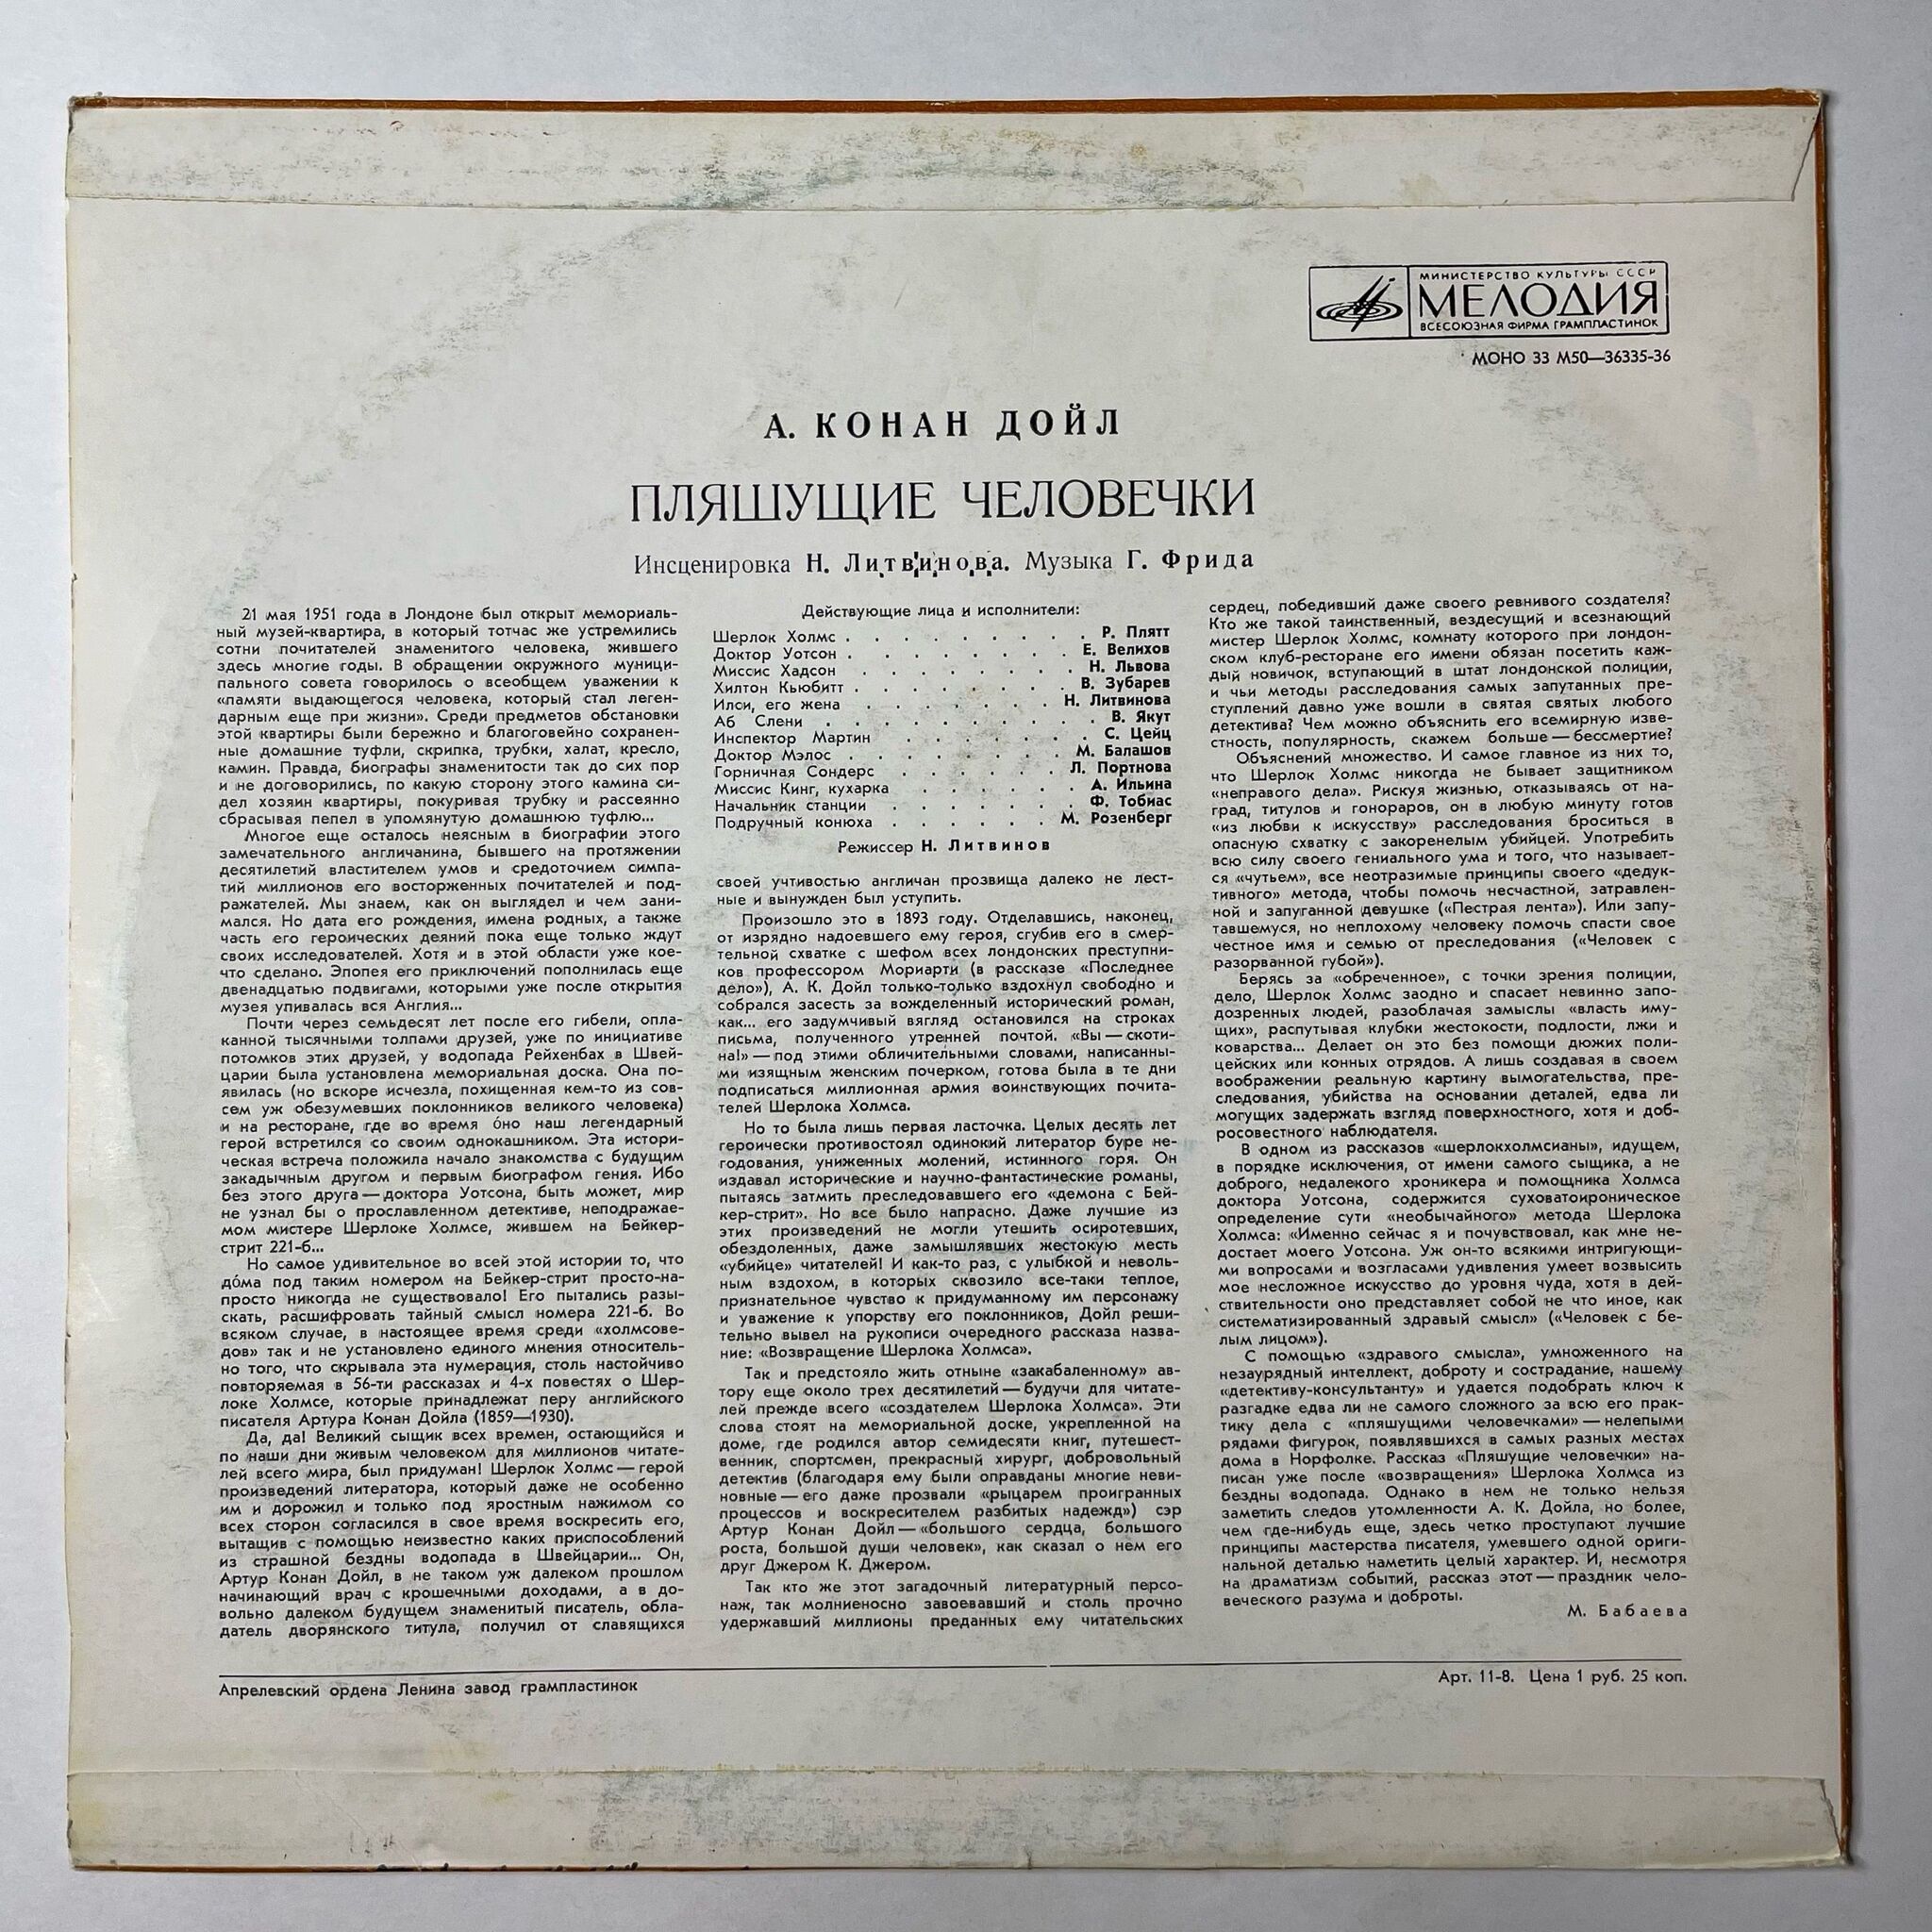 МИНИСТЕРСТВО КУЛЬТУРЫ СССР
МЕЛОДИЯ
ВСЕСОЮЗНАЯ ФИРМА ГРАМПЛАСТИНОК
МОНО 33 М50—36335-36
А. КОНАН ДОЙЛ
ПЛЯШУЩИЕ ЧЕЛОВЕЧКИ
Инсценировка Н. Литвинова. Музыка Г. Фрида
21 мая 1951 года в Лондоне был открыт мемориаль-
ный музей-квартира, в который тотчас же устремились
сотни почитателей знаменитого человека, жившего
здесь многие годы. В обращении окружного муници-
пального совета говорилось о всеобщем уважении к
«памяти выдающегося человека, который стал леген-
дарным еще при жизни». Среди предметов обстановки
этой квартиры были бережно и благоговейно сохранен-
ные домашние туфли, скрипка, трубки, халат, кресло,
камин. Правда, биографы знаменитости так до сих пор
и не договорились, по какую сторону этого камина си-
дел хозяин квартиры, покуривая трубку и рассеянно
сбрасывая пепел в упомянутую домашнюю туфлю...
Многое еще осталось неясным в биографии этого
замечательного англичанина, бывшего на протяжении
десятилетий властителем умов и средоточием симпа-
тий миллионов его восторженных почитателей и под-
ражателей. Мы знаем, как он выглядел и чем зани-
мался. Но дата его рождения, имена родных, а также
часть его героических деяний пока еще только ждут
своих исследователей. Хотя и в этой области уже кое-
что сделано. Эпопея его приключений пополнилась еще
двенадцатью подвигами, которыми уже после открытия
музея упивалась вся Англия...
Почти через семьдесят лет после его гибели, опла-
канной тысячными толпами друзей, уже по инициативе
потомков этих друзей, у водопада Рейхенбах в Швей-
царии была установлена мемориальная доска. Она по-
явилась (но вскоре исчезла, похищенная кем-то из сов-
сем уж обезумевших поклонников великого человека)
и на ресторане, где во время о́но наш легендарный
герой встретился со своим однокашником. Эта истори-
ческая встреча положила начало знакомства с будущим
закадычным другом и первым биографом гения. Ибо
без этого друга — доктора Уотсона, быть может, мир
не узнал бы о прославленном детективе, неподражае-
мом мистере Шерлоке Холмсе, жившем на Бейкер-
стрит 221-б...
Но самое удивительное во всей этой истории то, что
до́ма под таким номером на Бейкер-стрит просто-на-
просто никогда не существовало! Его пытались разы-
скать, расшифровать тайный смысл номера 221-б. Во
всяком случае, в настоящее время среди «холмсове-
дов» так и не установлено единого мнения относитель-
но того, что скрывала эта нумерация, столь настойчиво
повторяемая в 56-ти рассказах и 4-х повестях о Шер-
локе Холмсе, которые принадлежат перу английского
писателя Артура Конан Дойла (1859—1930).
Да, да! Великий сыщик всех времен, остающийся и
по наши дни живым человеком для миллионов читате-
лей всего мира, был придуман! Шерлок Холмс — герой
произведений литератора, который даже не особенно
им и дорожил и только под яростным нажимом со
всех сторон согласился в свое время воскресить его,
вытащив с помощью неизвестно каких приспособлений
из страшной бездны водопада в Швейцарии... Он,
Артур Конан Дойл, в не таком уж далеком прошлом
начинающий врач с крошечными доходами, а в до-
вольно далеком будущем знаменитый писатель, обла-
датель дворянского титула, получил от славящихся
Действующие лица и исполнители:
Шерлок Холмс . . . . . . . . . Р. Плятт
Доктор Уотсон . . . . . . . . Е. Велихов
Миссис Хадсон . . . . . . . . Н. Львова
Хилтон Кьюбитт . . . . . . . . В. Зубарев
Илси, его жена . . . . . . . Н. Литвинова
Аб Слени . . . . . . . . . . В. Якут
Инспектор Мартин . . . . . . . С. Цейц
Доктор Мэлос . . . . . . . . М. Балашов
Горничная Сондерс . . . . . . Л. Портнова
Миссис Кинг, кухарка . . . . . . А. Ильина
Начальник станции . . . . . . . Ф. Тобиас
Подручный конюха . . . . . . М. Розенберг
Режиссер Н. Литвинов
своей учтивостью англичан прозвища далеко не лест-
ные и вынужден был уступить.
Произошло это в 1893 году. Отделавшись, наконец,
от изрядно надоевшего ему героя, сгубив его в смер-
тельной схватке с шефом всех лондонских преступни-
ков профессором Мориарти (в рассказе «Последнее
дело»), А. К. Дойл только-только вздохнул свободно и
собрался засесть за вожделенный исторический роман,
как... его задумчивый взгляд остановился на строках
письма, полученного утренней почтой. «Вы — скоти-
на!» — под этими обличительными словами, написанны-
ми изящным женским почерком, готова была в те дни
подписаться миллионная армия воинствующих почита-
телей Шерлока Холмса.
Но то была лишь первая ласточка. Целых десять лет
героически противостоял одинокий литератор буре не-
годования, униженных молений, истинного горя. Он
издавал исторические и научно-фантастические романы,
пытаясь затмить преследовавшего его «демона с Бей-
кер-стрит». Но все было напрасно. Даже лучшие из
этих произведений не могли утешить осиротевших,
обездоленных, даже замышлявших жестокую месть
«убийце» читателей! И как-то раз, с улыбкой и неволь-
ным вздохом, в которых сквозило все-таки теплое,
признательное чувство к придуманному им персонажу
и уважение к упорству его поклонников, Дойл реши-
тельно вывел на рукописи очередного рассказа назва-
ние: «Возвращение Шерлока Холмса».
Так и предстояло жить отныне «закабаленному» ав-
тору еще около трех десятилетий — будучи для читате-
лей прежде всего «создателем Шерлока Холмса». Эти
слова стоят на мемориальной доске, укрепленной на
доме, где родился автор семидесяти книг, путешест-
венник, спортсмен, прекрасный хирург, добровольный
детектив (благодаря ему были оправданы многие неви-
новные — его даже прозвали «рыцарем проигранных
процессов и воскресителем разбитых надежд») сэр
Артур Конан Дойл — «большого сердца, большого
роста, большой души человек», как сказал о нем его
друг Джером К. Джером.
Так кто же этот загадочный литературный персо-
наж, так молниеносно завоевавший и столь прочно
удержавший миллионы преданных ему читательских
сердец, победивший даже своего ревнивого создателя?
Кто же такой таинственный, вездесущий и всезнающий
мистер Шерлок Холмс, комнату которого при лондон-
ском клуб-ресторане его имени обязан посетить каж-
дый новичок, вступающий в штат лондонской полиции,
и чьи методы расследования самых запутанных пре-
ступлений давно уже вошли в святая святых любого
детектива? Чем можно объяснить его всемирную изве-
стность, популярность, скажем больше — бессмертие?
Объяснений множество. И самое главное из них то,
что Шерлок Холмс никогда не бывает защитником
«неправого дела». Рискуя жизнью, отказываясь от на-
град, титулов и гонораров, он в любую минуту готов
«из любви к искусству» расследования броситься в
опасную схватку с закоренелым убийцей. Употребить
всю силу своего гениального ума и того, что называет-
ся «чутьем», все неотразимые принципы своего «дедук-
тивного» метода, чтобы помочь несчастной, затравлен-
ной и запуганной девушке («Пестрая лента»). Или запу-
тавшемуся, но неплохому человеку помочь спасти свое
честное имя и семью от преследования («Человек с
разорванной губой»).
Берясь за «обреченное», с точки зрения полиции,
дело, Шерлок Холмс заодно и спасает невинно запо-
дозренных людей, разоблачая замыслы «власть иму-
щих», распутывая клубки жестокости, подлости, лжи и
коварства... Делает он это без помощи дюжих поли-
цейских или конных отрядов. А лишь создавая в своем
воображении реальную картину вымогательства, пре-
следования, убийства на основании деталей, едва ли
могущих задержать взгляд поверхностного, хотя и доб-
росовестного наблюдателя.
В одном из рассказов «шерлокхолмсианы», идущем,
в порядке исключения, от имени самого сыщика, а не
доброго, недалекого хроникера и помощника Холмса
доктора Уотсона, содержится суховатоироническое
определение сути «необычайного» метода Шерлока
Холмса: «Именно сейчас я и почувствовал, как мне не-
достает моего Уотсона. Уж он-то всякими интригующи-
ми вопросами и возгласами удивления умеет возвысить
мое несложное искусство до уровня чуда, хотя в дей-
ствительности оно представляет собой не что иное, как
систематизированный здравый смысл» («Человек с бе-
лым лицом»).
С помощью «здравого смысла», умноженного на
незаурядный интеллект, доброту и сострадание, нашему
«детективу-консультанту» и удается подобрать ключ к
разгадке едва ли не самого сложного за всю его прак-
тику дела с «пляшущими человечками» — нелепыми
рядами фигурок, появлявшихся в самых разных местах
дома в Норфолке. Рассказ «Пляшущие человечки» на-
писан уже после «возвращения» Шерлока Холмса из
бездны водопада. Однако в нем не только нельзя
заметить следов утомленности А. К. Дойла, но более,
чем где-нибудь еще, здесь четко проступают лучшие
принципы мастерства писателя, умевшего одной ориги-
нальной деталью наметить целый характер. И, несмотря
на драматизм событий, рассказ этот — праздник чело-
веческого разума и доброты.
М. Бабаева
Апрелевский ордена Ленина завод грампластинок
Арт. 11-8. Цена 1 руб. 25 коп.